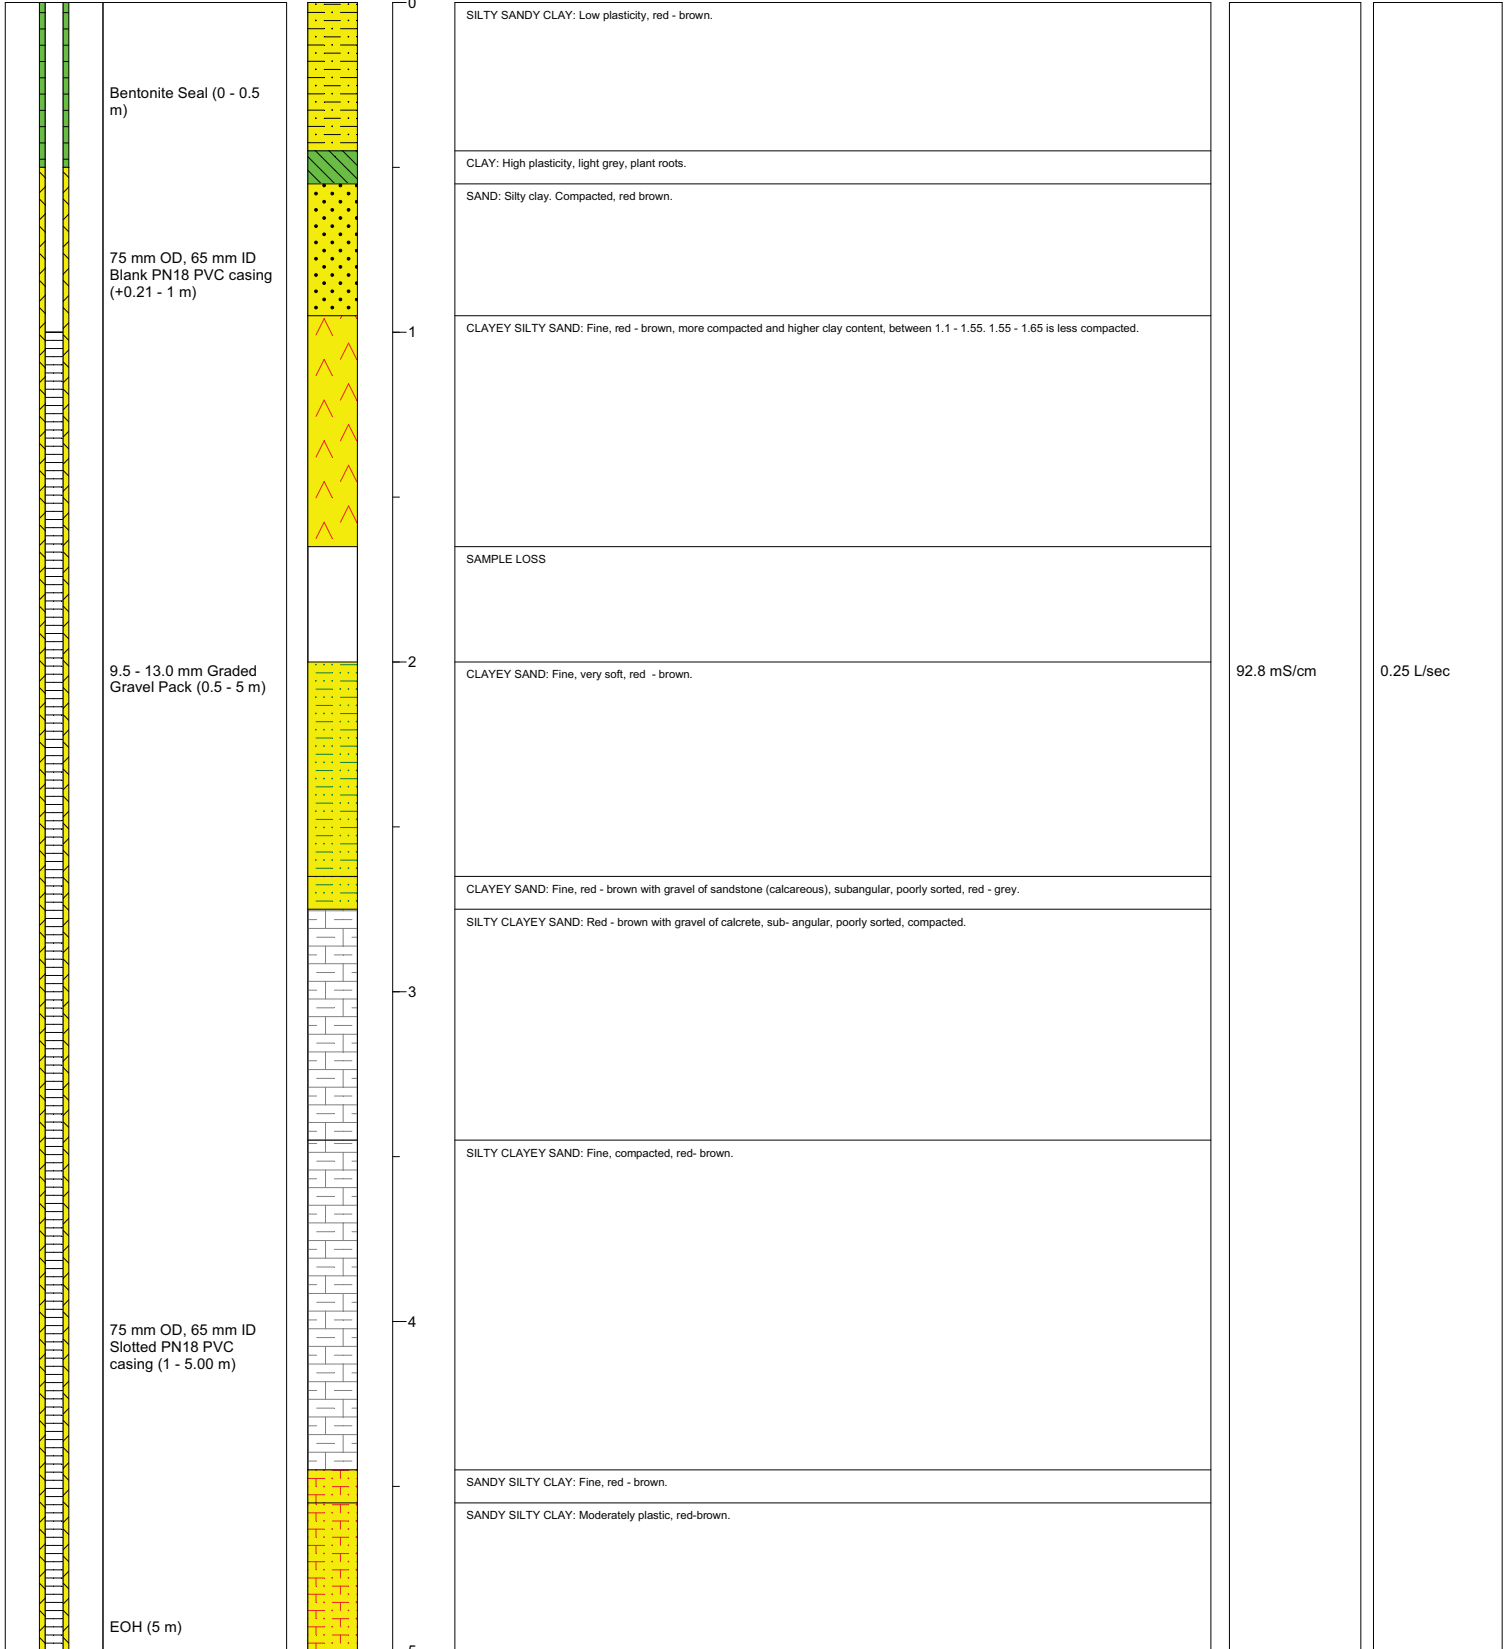 0
SILTY SANDY CLAY: Low plasticity, red - brown.
Bentonite Seal (0 - 0.5
m)
CLAY: High plasticity, light grey, plant roots.
SAND: Silty clay. Compacted, red brown.
75 mm OD, 65 mm ID
Blank PN18 PVC casing
(+0.21 - 1 m)
1
CLAYEY SILTY SAND: Fine, red - brown, more compacted and higher clay content, between 1.1 - 1.55. 1.55 - 1.65 is less compacted.
SAMPLE LOSS
2
9.5 - 13.0 mm Graded
Gravel Pack (0.5 - 5 m)
CLAYEY SAND: Fine, very soft, red - brown.
92.8 mS/cm
0.25 L/sec
CLAYEY SAND: Fine, red - brown with gravel of sandstone (calcareous), subangular, poorly sorted, red - grey.
SILTY CLAYEY SAND: Red - brown with gravel of calcrete, sub- angular, poorly sorted, compacted.
3
SILTY CLAYEY SAND: Fine, compacted, red- brown.
4
75 mm OD, 65 mm ID
Slotted PN18 PVC
casing (1 - 5.00 m)
SANDY SILTY CLAY: Fine, red - brown.
SANDY SILTY CLAY: Moderately plastic, red-brown.
EOH (5 m)
5